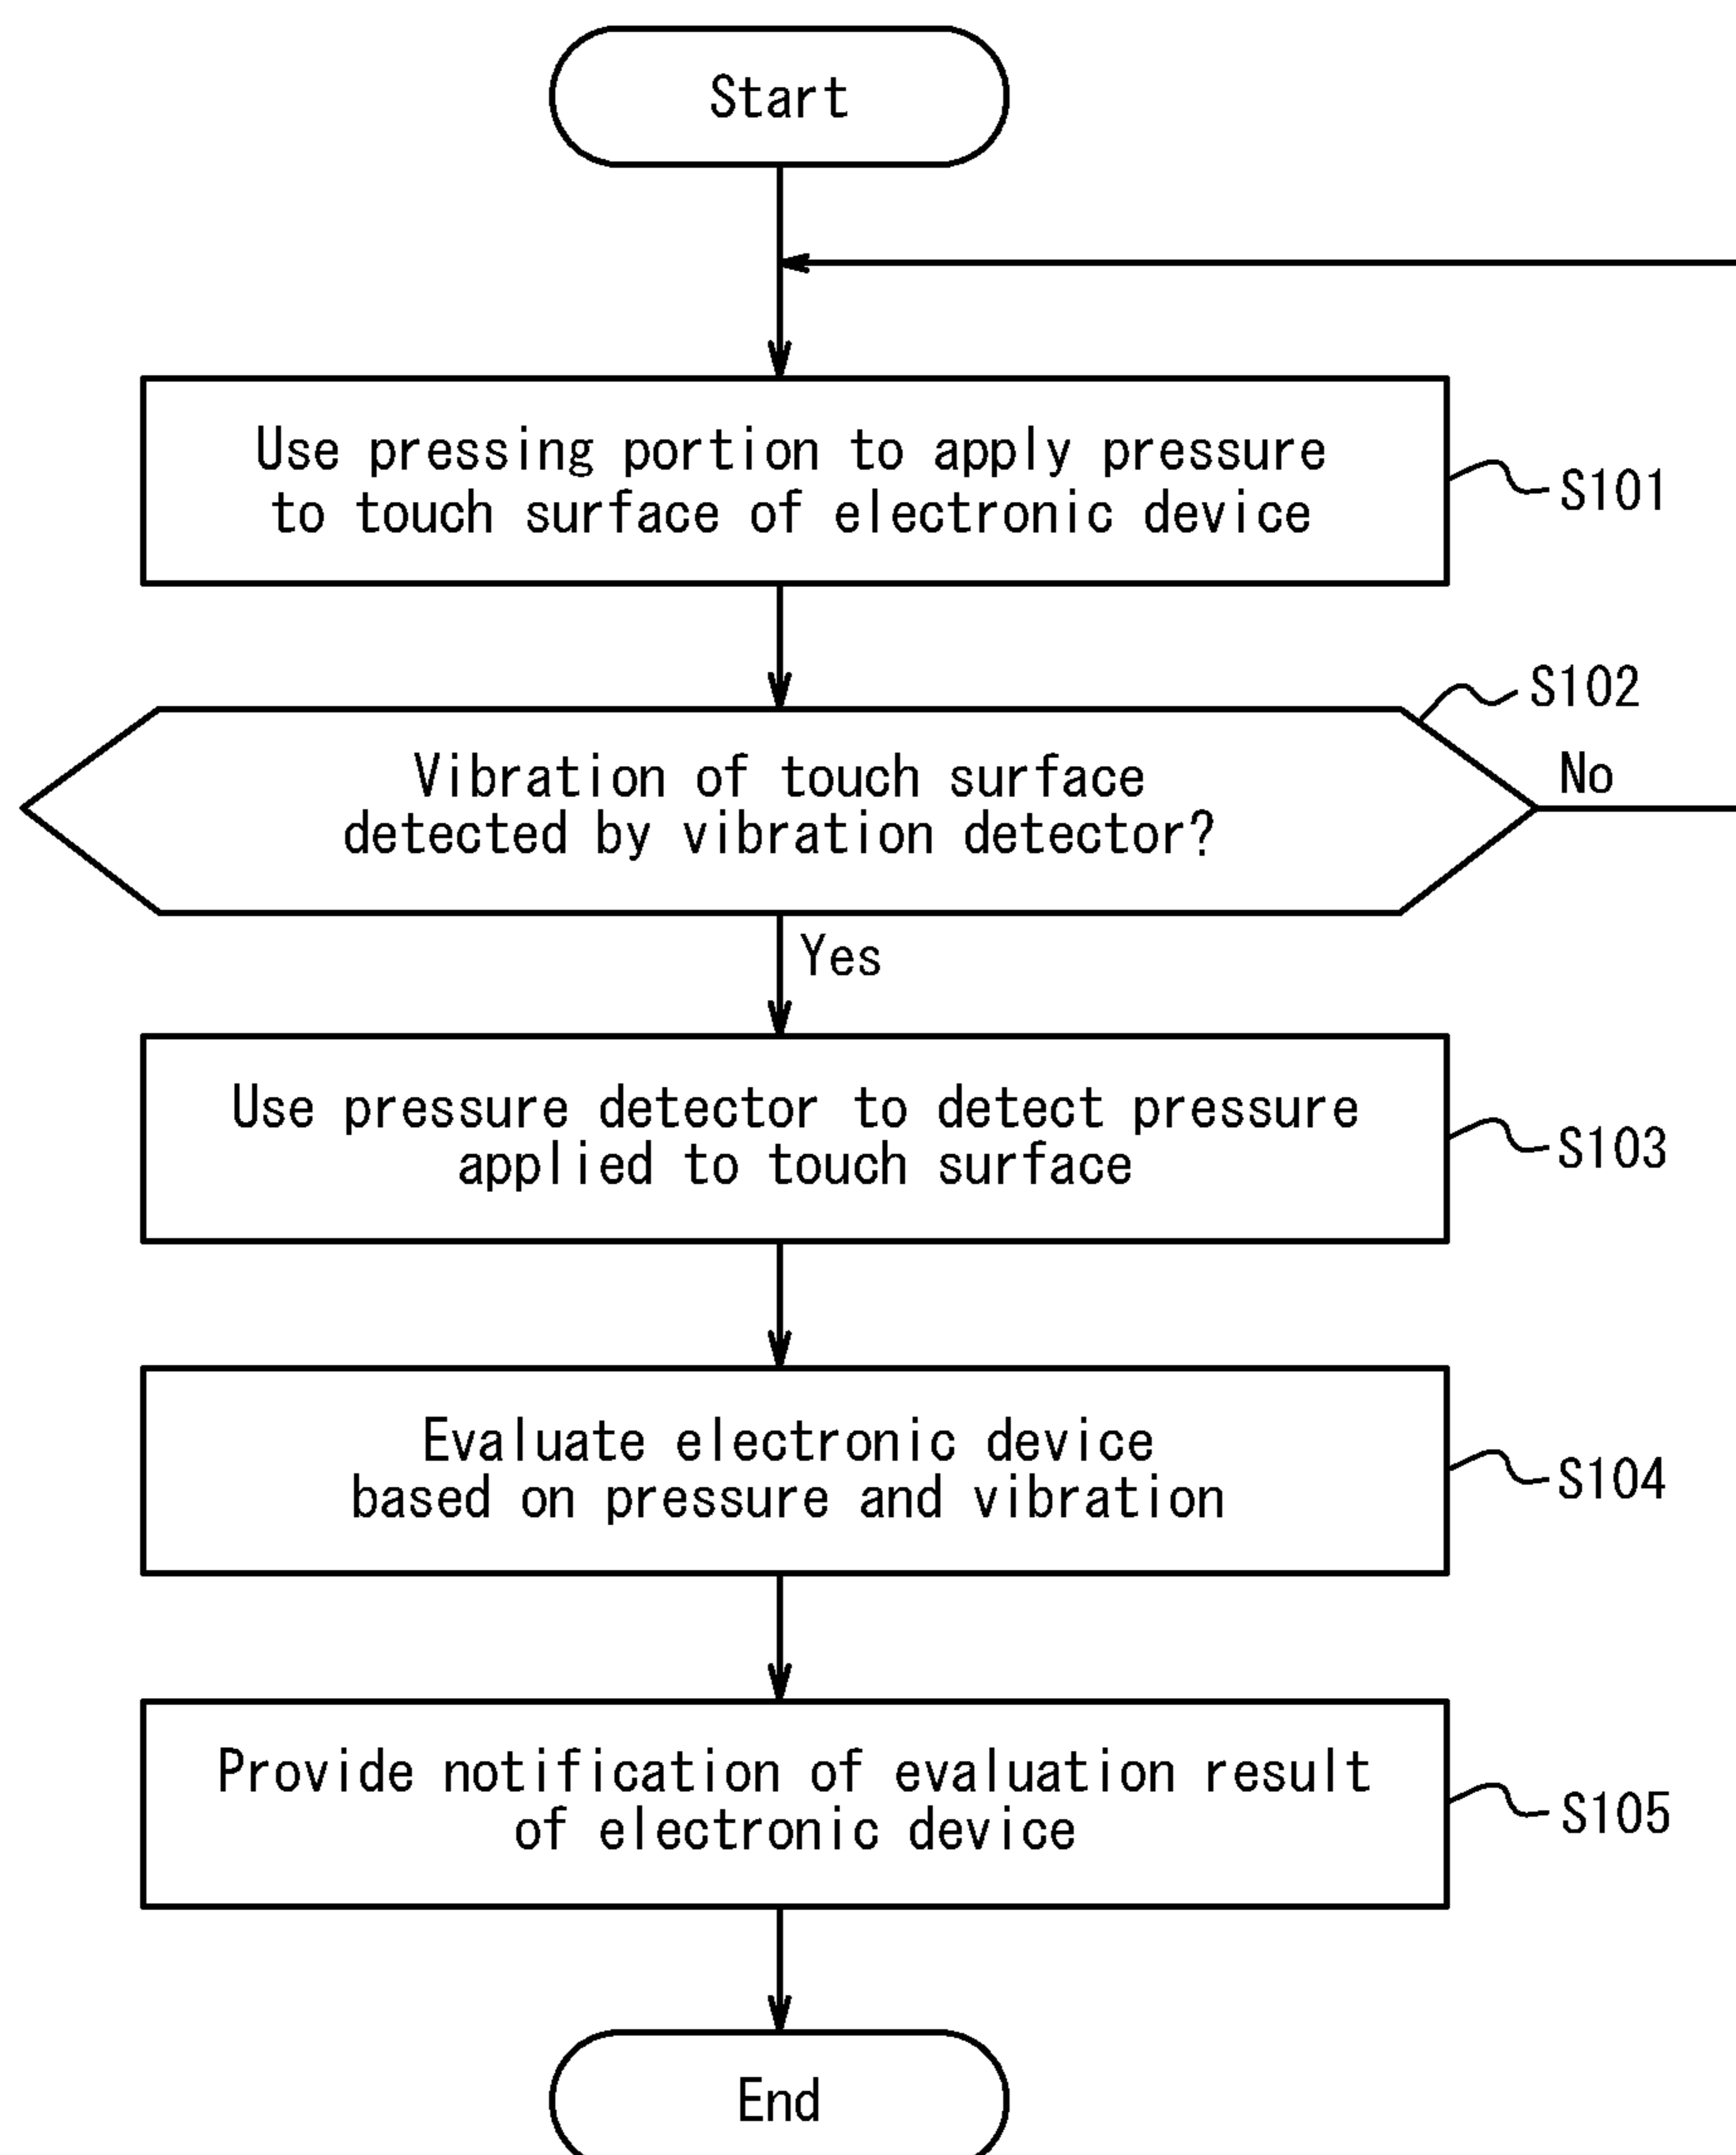 Start
Use pressing portion to apply pressure
to touch surface of electronic device
S101
S102
Vibration of touch surface
detected by vibration detector?
No
Yes
Use pressure detector to detect pressure
applied to touch surface
S103
Evaluate electronic device
based on pressure and vibration
S104
Provide notification of evaluation result
of electronic device
S105
End